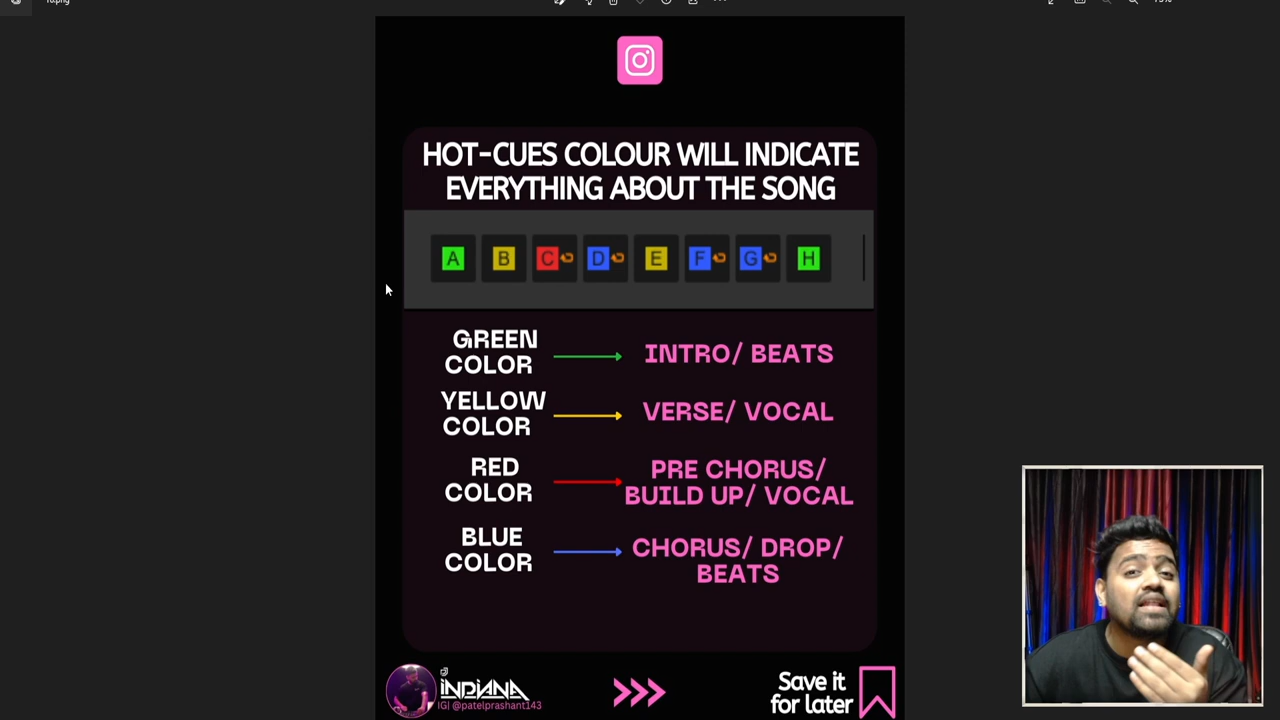 HOT-CUES COLOUR WILL INDICATE
EVERYTHING ABOUT THE SONG
A B C D E F G H
GREEN
COLOR
INTRO/ BEATS
YELLOW
COLOR
VERSE/ VOCAL
RED
COLOR
PRE CHORUS/
BUILD UP/ VOCAL
BLUE
COLOR
CHORUS/ DROP/
BEATS
DJ
INDIANA
IG| @patelprashant143
Save it
for later